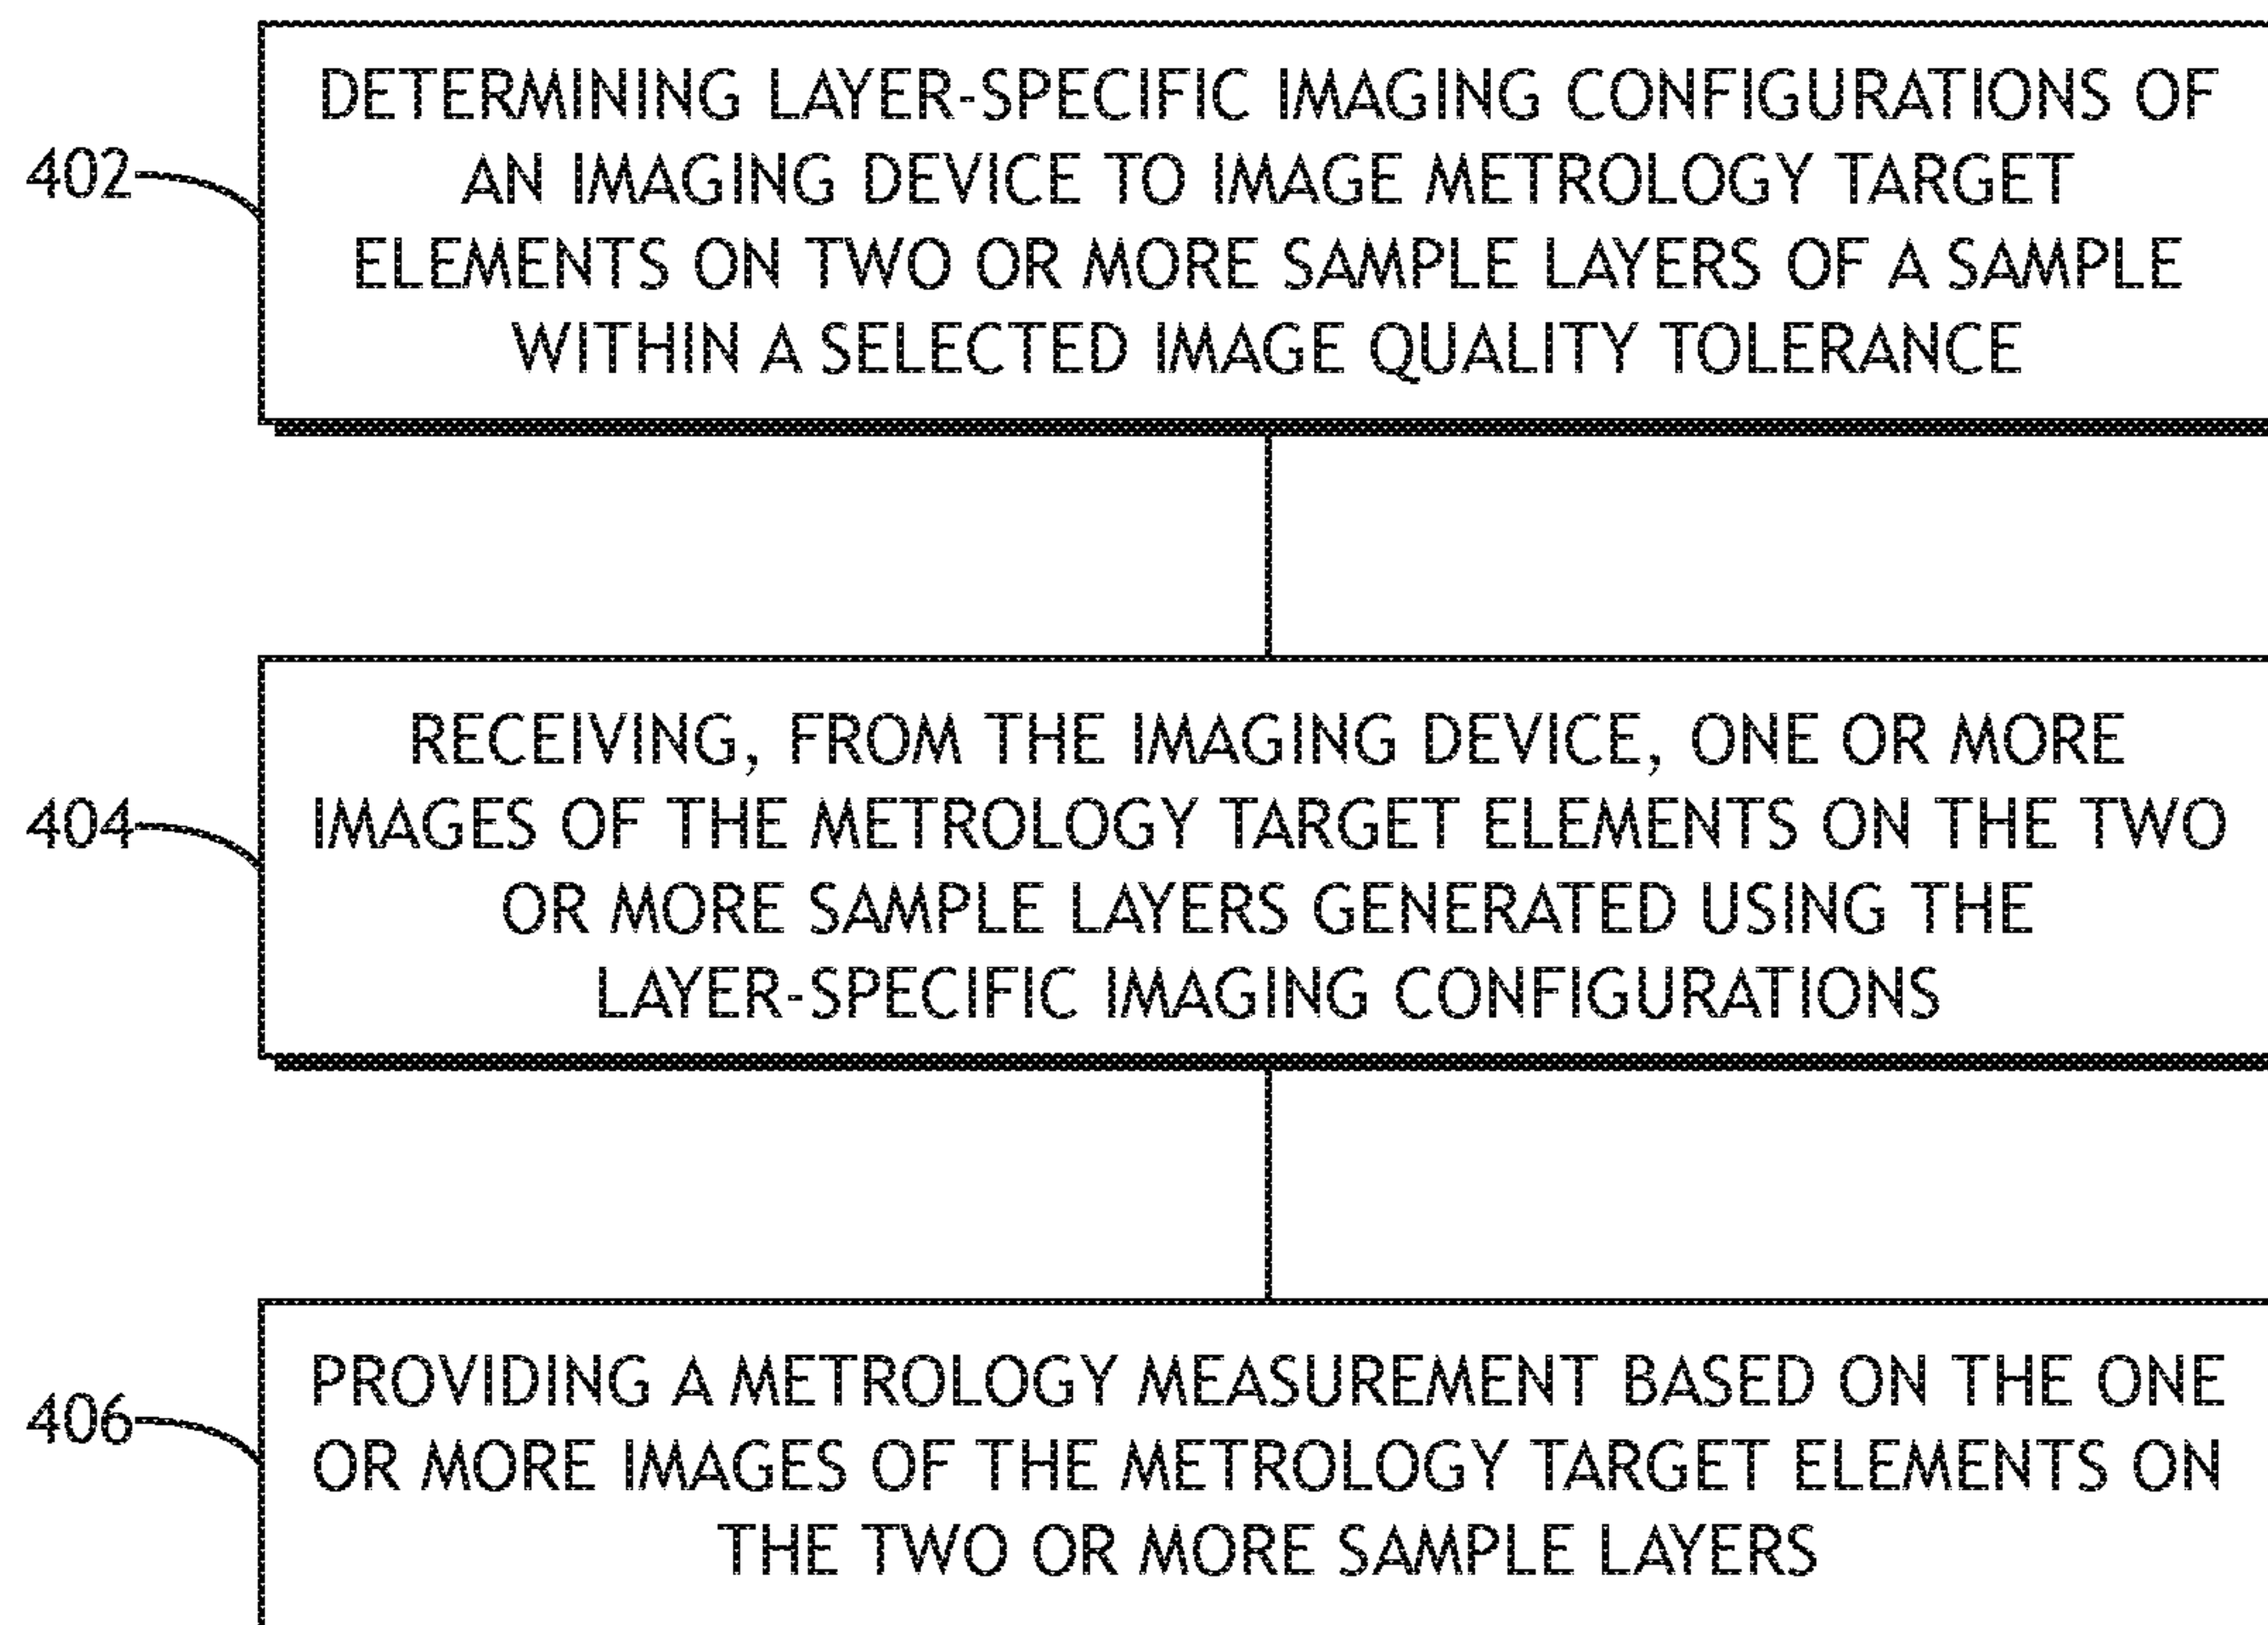 DETERMINING LAYER-SPECIFIC IMAGING CONFIGURATIONS OF
402
AN IMAGING DEVICE TO IMAGE METROLOGY TARGET
ELEMENTS ON TWO OR MORE SAMPLE LAYERS OF A SAMPLE
WITHIN A SELECTED IMAGE QUALITY TOLERANCE
RECEIVING, FROM THE IMAGING DEVICE, ONE OR MORE
404
IMAGES OF THE METROLOGY TARGET ELEMENTS ON THE TWO
OR MORE SAMPLE LAYERS GENERATED USING THE
LAYER-SPECIFIC IMAGING CONFIGURATIONS
PROVIDING A METROLOGY MEASUREMENT BASED ON THE ONE
406
OR MORE IMAGES OF THE METROLOGY TARGET ELEMENTS ON
THE TWO OR MORE SAMPLE LAYERS